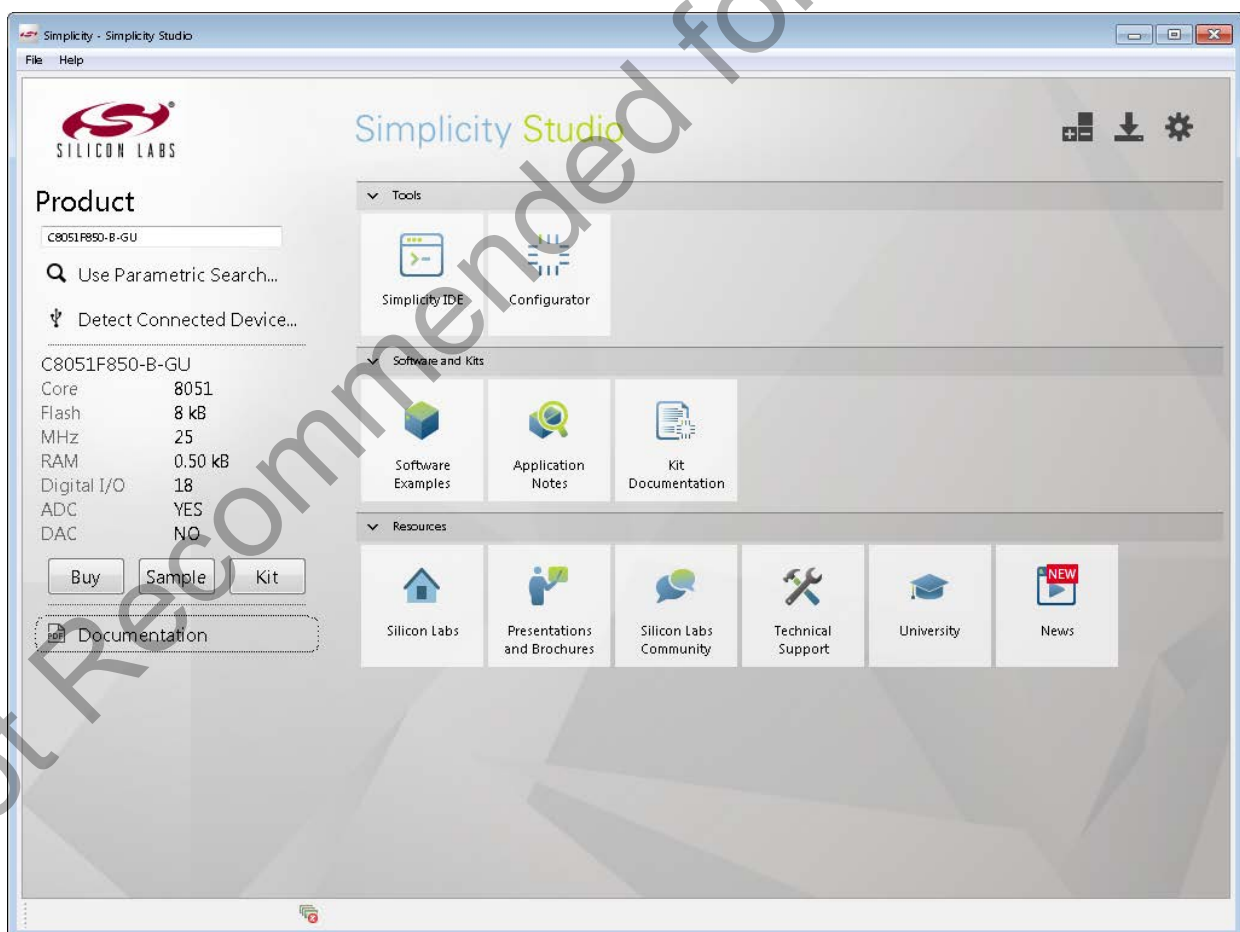 Simplicity - Simplicity Studio
File Help
SILICON LABS
Simplicity Studio
Product
C8051F850-B-GU
Use Parametric Search...
Detect Connected Device...
C8051F850-B-GU
Core 8051
Flash 8 kB
MHz 25
RAM 0.50 kB
Digital I/O 18
ADC YES
DAC NO
Buy Sample Kit
PDF Documentation
Tools
Simplicity IDE
Configurator
Software and Kits
Software
Examples
Application
Notes
Kit
Documentation
Resources
Silicon Labs
Presentations
and Brochures
Silicon Labs
Community
Technical
Support
University
NEW
News
Recommended